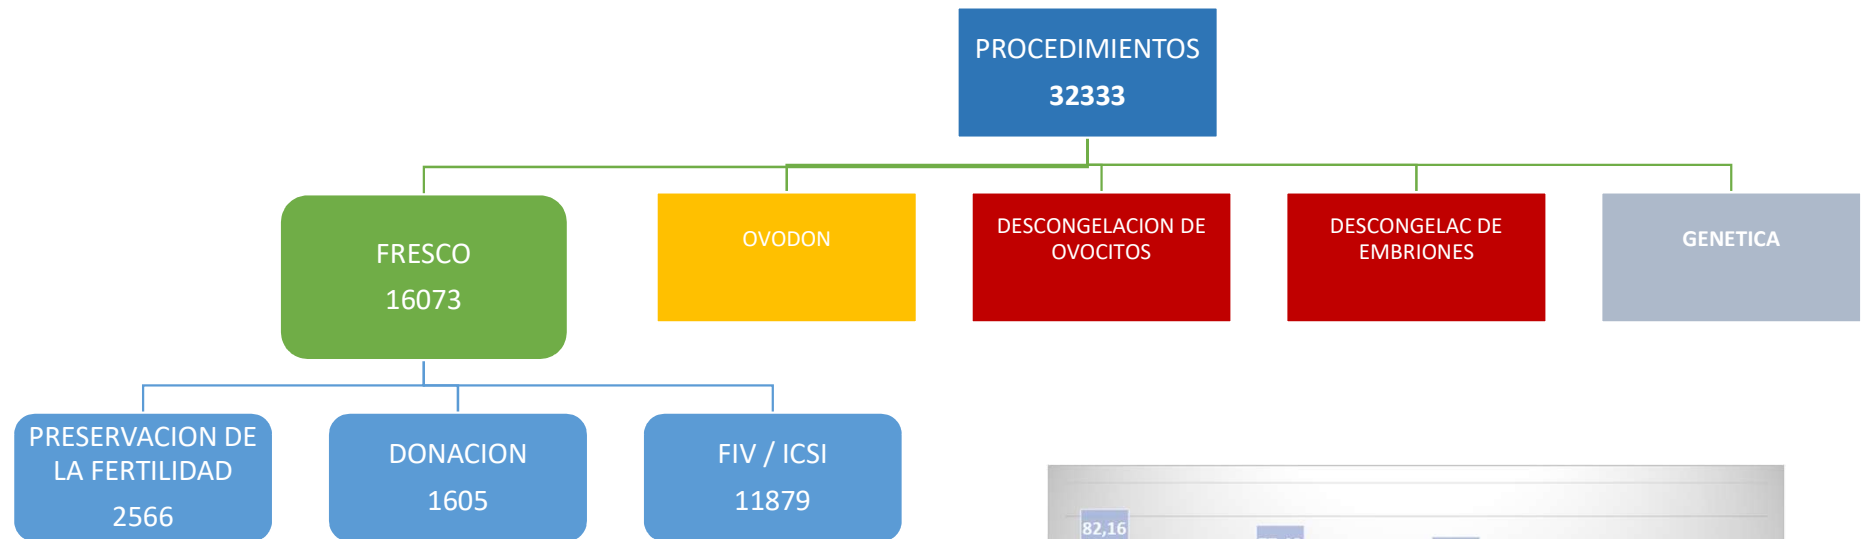 PROCEDIMIENTOS
32333
FRESCO
16073
OVODON
DESCONGELACION DE
OVOCITOS
DESCONGELAC DE
EMBRIONES
GENETICA
PRESERVACION DE
LA FERTILIDAD
2566
DONACION
1605
FIV / ICSI
11879
82,16